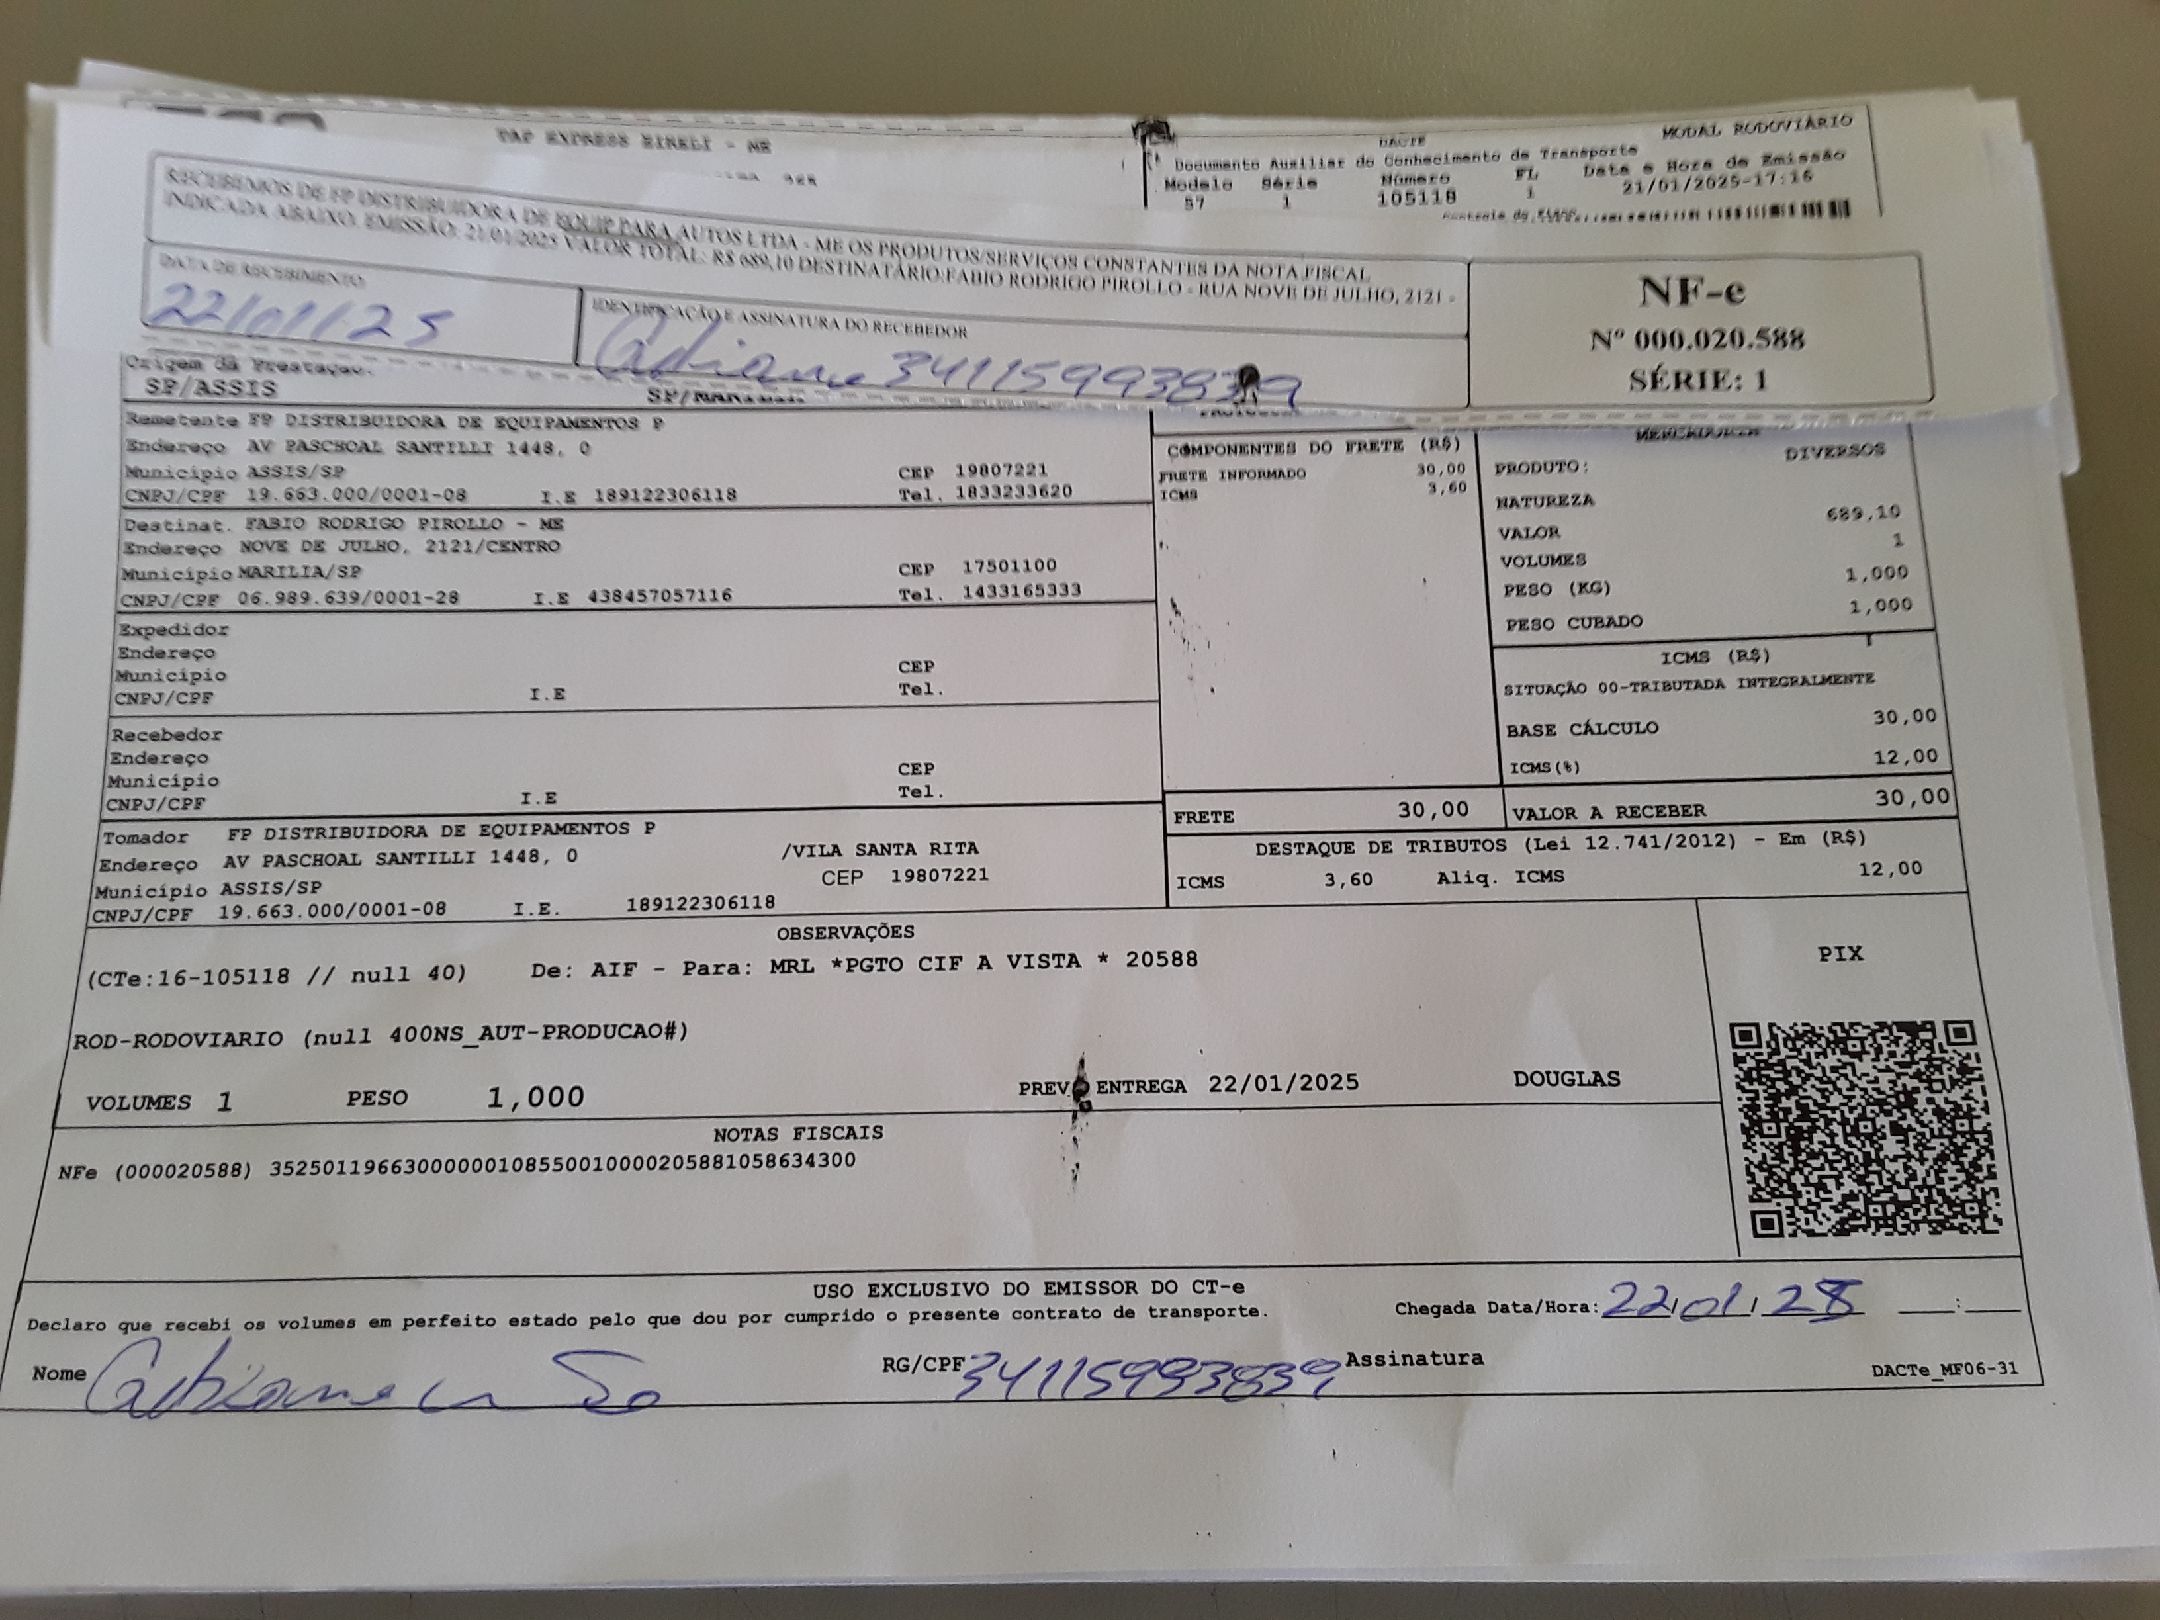 EXPRESS EIRELI - ME
DACTE
MODAL RODOVIÁRIO
Documento Auxiliar do Conhecimento de Transporte
Modelo Série Número FL Data e Hora de Emissão
57 1 105118 1 21/01/2025-17:16
RECEBEMOS DE FP DISTRIBUIDORA DE EQUIP PARA AUTOS LTDA - ME OS PRODUTOS/SERVIÇOS CONSTANTES DA NOTA FISCAL
INDICADA ABAIXO. EMISSÃO: 21/01/2025 VALOR TOTAL: R$ 689,10 DESTINATÁRIO:FABIO RODRIGO PIROLLO - RUA NOVE DE JULHO, 2121 -
DATA DE RECEBIMENTO
22/01/25
IDENTIFICAÇÃO E ASSINATURA DO RECEBEDOR
34115993839
NF-e
Nº 000.020.588
SÉRIE: 1
Origem da Prestação.
SP/ASSIS
Remetente FP DISTRIBUIDORA DE EQUIPAMENTOS P
Endereço AV PASCHOAL SANTILLI 1448, 0
Município ASSIS/SP CEP 19807221
CNPJ/CPF 19.663.000/0001-08 I.E 189122306118 Tel. 1833233620
Destinat. FABIO RODRIGO PIROLLO - ME
Endereço NOVE DE JULHO, 2121/CENTRO
Município MARILIA/SP CEP 17501100
CNPJ/CPF 06.989.639/0001-28 I.E 438457057116 Tel. 1433165333
Expedidor
Endereço
Município CEP
CNPJ/CPF I.E Tel.
Recebedor
Endereço
Município CEP
CNPJ/CPF I.E Tel.
Tomador FP DISTRIBUIDORA DE EQUIPAMENTOS P
Endereço AV PASCHOAL SANTILLI 1448, 0 /VILA SANTA RITA
Município ASSIS/SP CEP 19807221
CNPJ/CPF 19.663.000/0001-08 I.E. 189122306118
COMPONENTES DO FRETE (R$)
FRETE INFORMADO 30,00
ICMS 3,60
PRODUTO: DIVERSOS
NATUREZA
VALOR 689,10
VOLUMES 1
PESO (KG) 1,000
PESO CUBADO 1,000
ICMS (R$)
SITUAÇÃO 00-TRIBUTADA INTEGRALMENTE
BASE CÁLCULO 30,00
ICMS(%) 12,00
FRETE 30,00 VALOR A RECEBER 30,00
DESTAQUE DE TRIBUTOS (Lei 12.741/2012) - Em (R$)
ICMS 3,60 Aliq. ICMS 12,00
OBSERVAÇÕES
(CTe:16-105118 // null 40) De: AIF - Para: MRL *PGTO CIF A VISTA * 20588
ROD-RODOVIARIO (null 400NS_AUT-PRODUCAO#)
VOLUMES 1 PESO 1,000 PREV ENTREGA 22/01/2025 DOUGLAS
PIX
NOTAS FISCAIS
NFe (000020588) 35250119663000000108550010000205881058634300
USO EXCLUSIVO DO EMISSOR DO CT-e
Declaro que recebi os volumes em perfeito estado pelo que dou por cumprido o presente contrato de transporte.
Chegada Data/Hora: 22/01/25 __:__
Nome RG/CPF 34115993839 Assinatura
DACTe_MF06-31